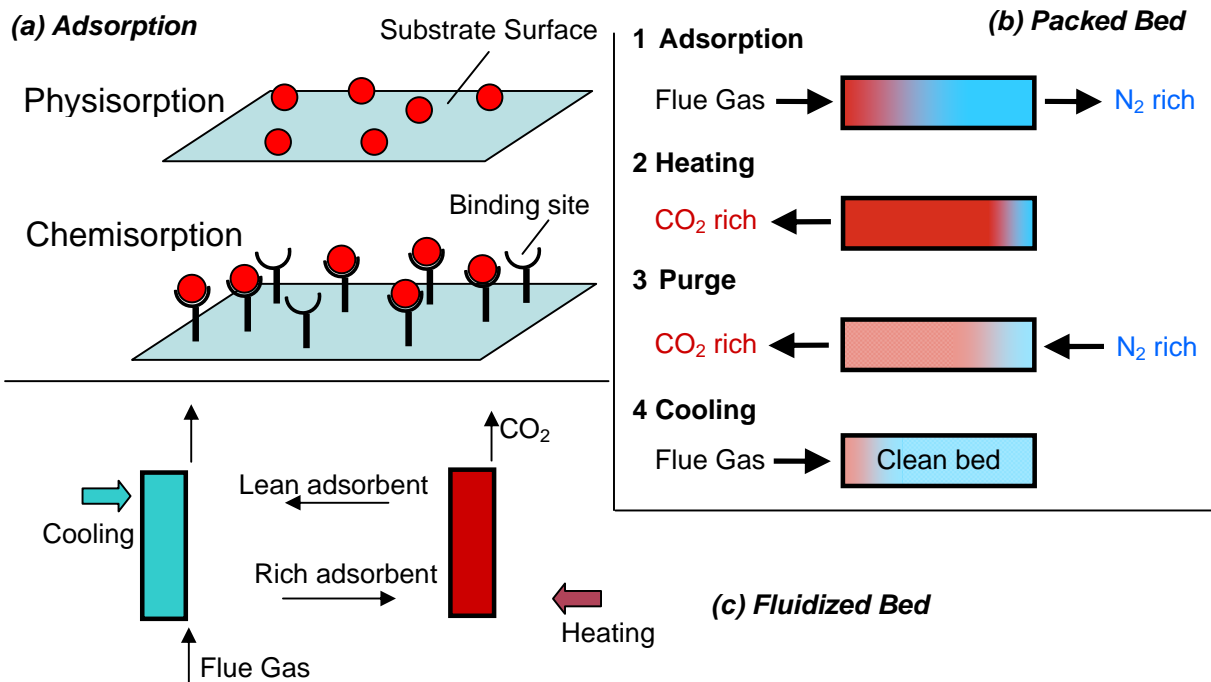 (a) Adsorption
Substrate Surface
Physisorption
Binding site
Chemisorption
(b) Packed Bed
1 Adsorption
Flue Gas
N₂ rich
2 Heating
CO₂ rich
3 Purge
CO₂ rich
N₂ rich
4 Cooling
Flue Gas
Clean bed
CO₂
Lean adsorbent
Cooling
Rich adsorbent
Heating
Flue Gas
(c) Fluidized Bed